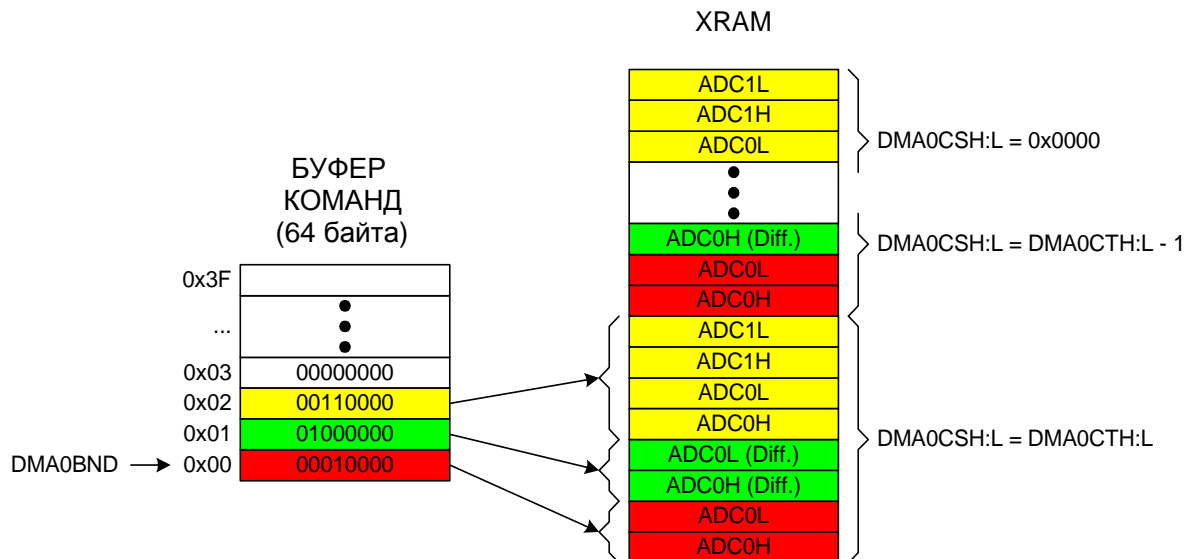 XRAM
ADC1L
ADC1H
ADC0L
DMA0CSH:L = 0x0000
ADC0H (Diff.)
DMA0CSH:L = DMA0CTH:L - 1
ADC0L
ADC0H
ADC1L
ADC1H
ADC0L
ADC0H
ADC0L (Diff.)
ADC0H (Diff.)
ADC0L
ADC0H
DMA0CSH:L = DMA0CTH:L
БУФЕР
КОМАНД
(64 байта)
0x3F
...
0x03 00000000
0x02 00110000
0x01 01000000
DMA0BND 0x00 00010000